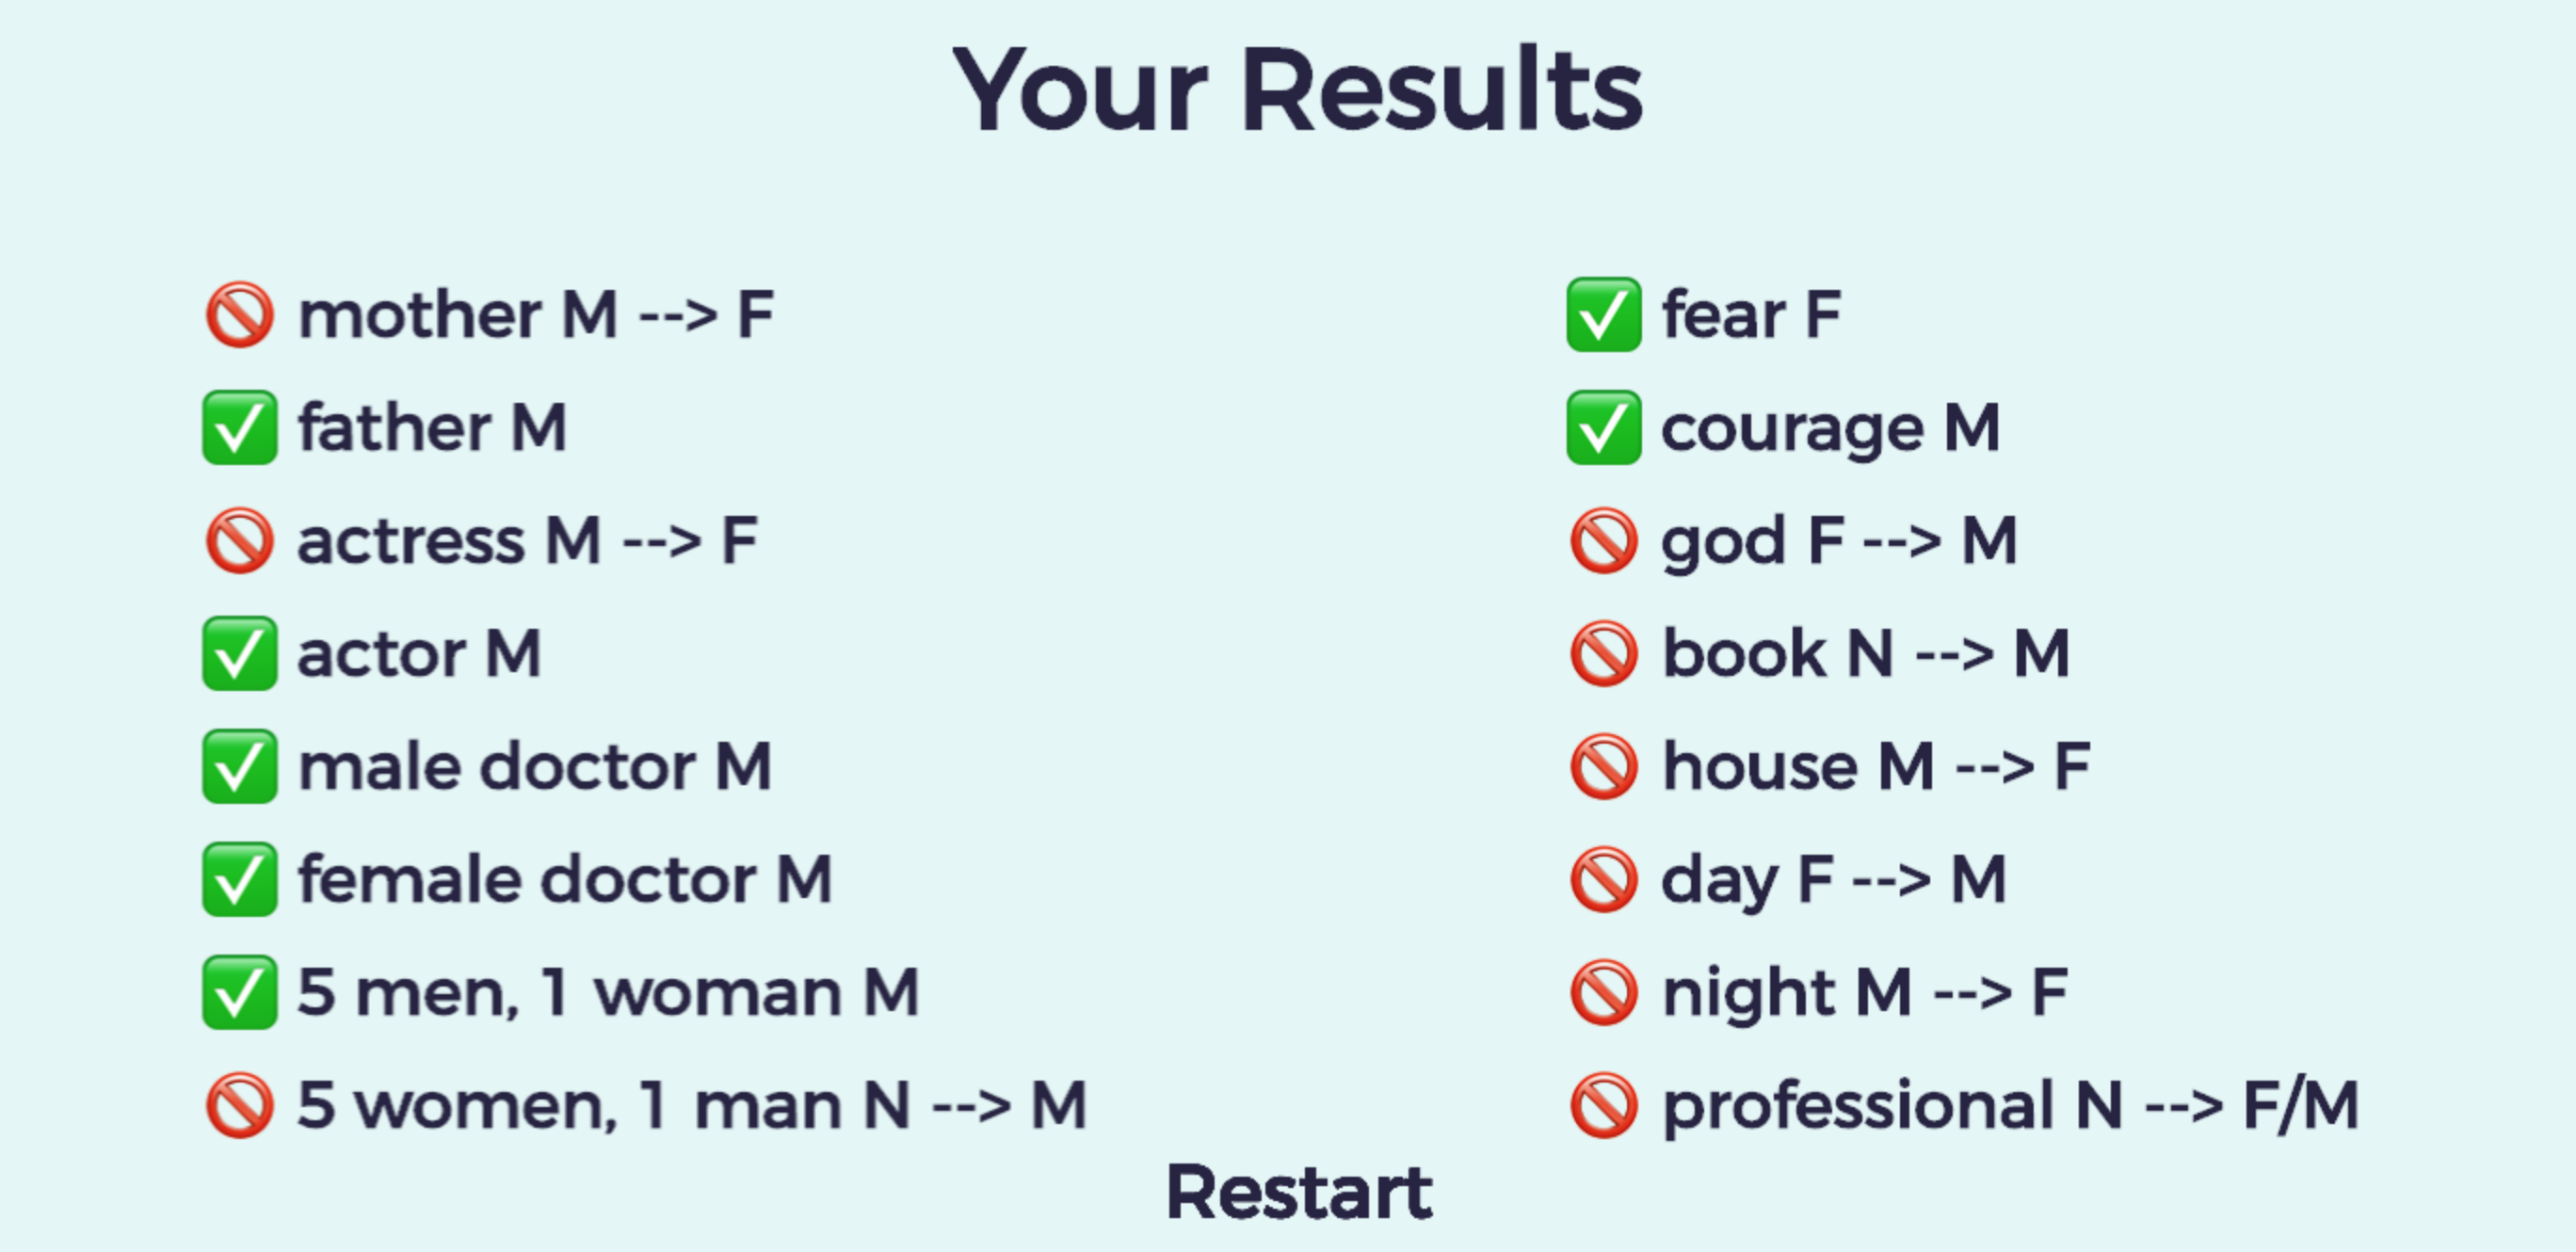 Your Results
🚫 mother M --> F
✅ father M
🚫 actress M --> F
✅ actor M
✅ male doctor M
✅ female doctor M
✅ 5 men, 1 woman M
🚫 5 women, 1 man N --> M
✅ fear F
✅ courage M
🚫 god F --> M
🚫 book N --> M
🚫 house M --> F
🚫 day F --> M
🚫 night M --> F
🚫 professional N --> F/M
Restart